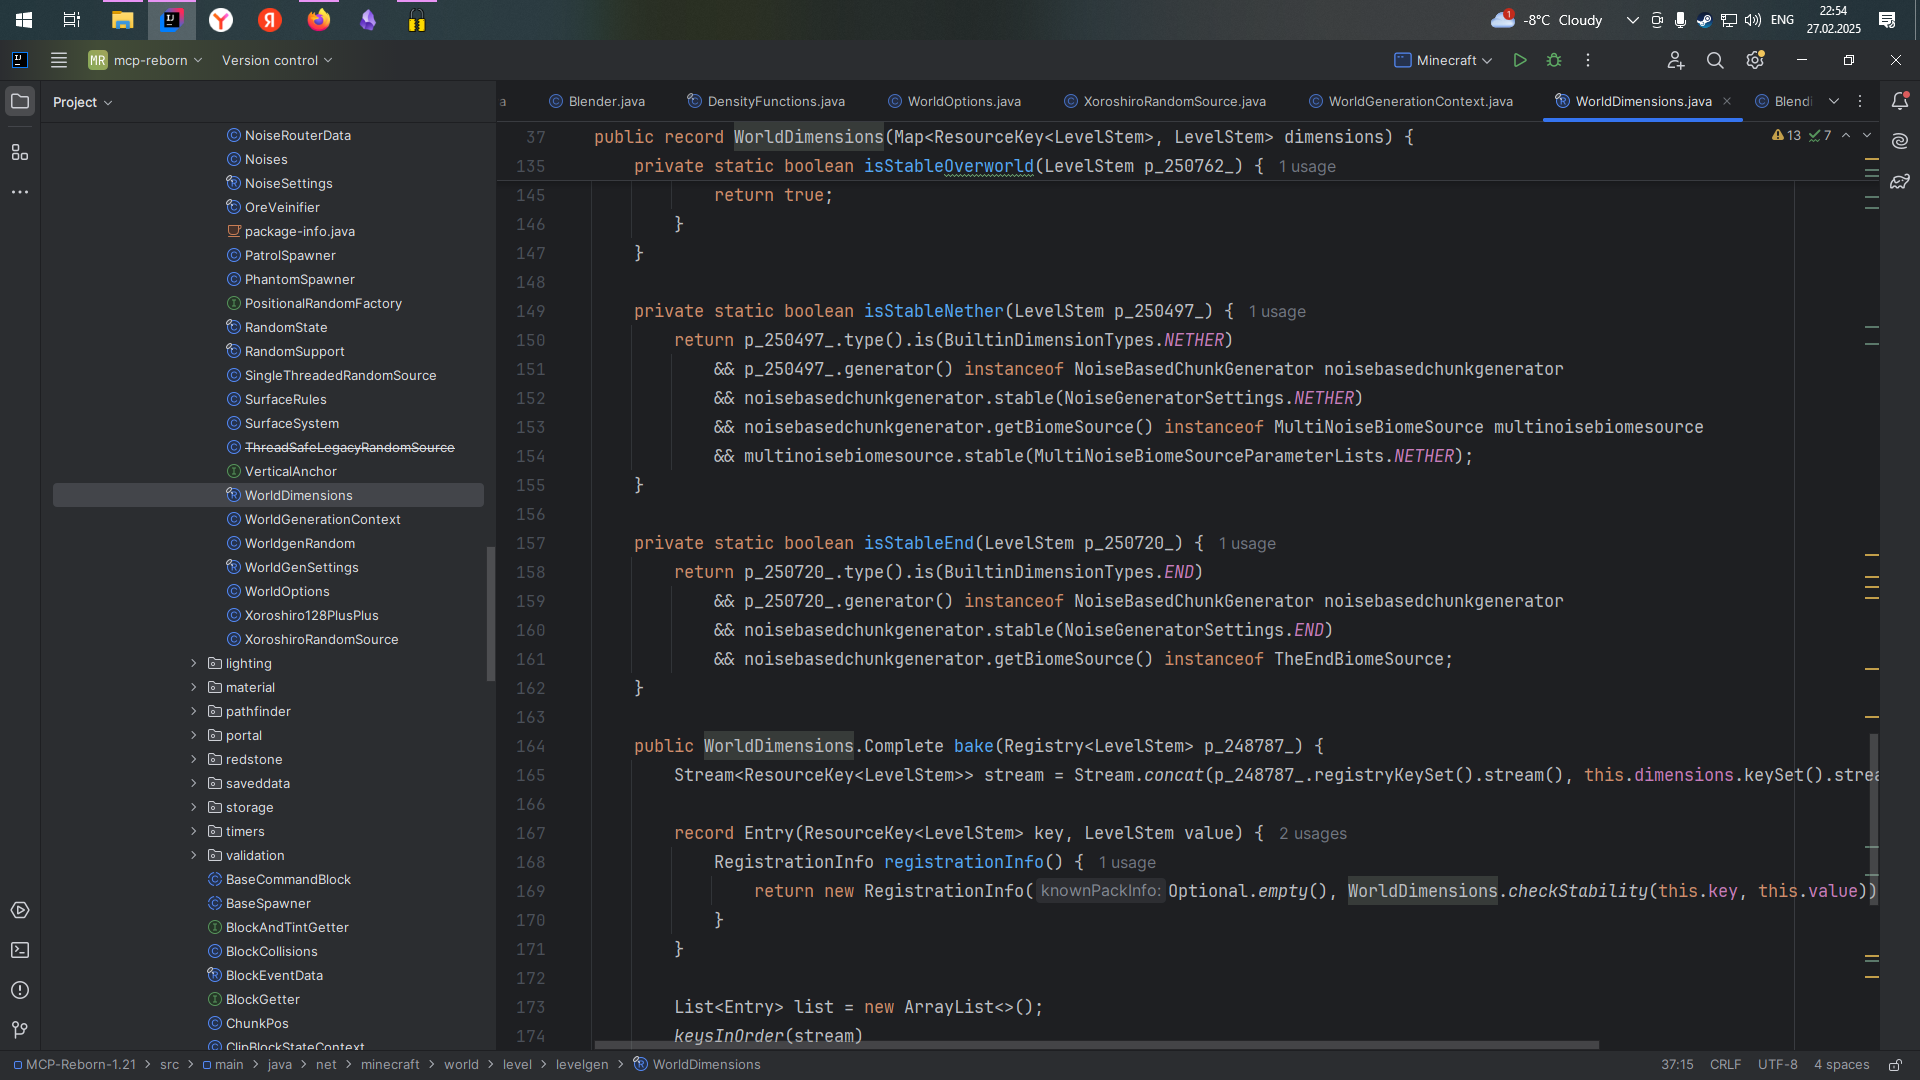 -8°C Cloudy
1
ENG
22:54
27.02.2025
MR mcp-reborn
Version control
Minecraft
Project
Blender.java
DensityFunctions.java
WorldOptions.java
XoroshiroRandomSource.java
WorldGenerationContext.java
WorldDimensions.java
Blendi
NoiseRouterData
Noises
NoiseSettings
OreVeinifier
package-info.java
PatrolSpawner
PhantomSpawner
PositionalRandomFactory
RandomState
RandomSupport
SingleThreadedRandomSource
SurfaceRules
SurfaceSystem
ThreadSafeLegacyRandomSource
VerticalAnchor
WorldDimensions
WorldGenerationContext
WorldgenRandom
WorldGenSettings
WorldOptions
Xoroshiro128PlusPlus
XoroshiroRandomSource
lighting
material
pathfinder
portal
redstone
saveddata
storage
timers
validation
BaseCommandBlock
BaseSpawner
BlockAndTintGetter
BlockCollisions
BlockEventData
BlockGetter
ChunkPos
ClipBlockStateContext
13 7
37 public record WorldDimensions(Map<ResourceKey<LevelStem>, LevelStem> dimensions) {
135 private static boolean isStableOverworld(LevelStem p_250762_) { 1 usage
145 return true;
146 }
147 }
148
149 private static boolean isStableNether(LevelStem p_250497_) { 1 usage
150 return p_250497_.type().is(BuiltinDimensionTypes.NETHER)
151 && p_250497_.generator() instanceof NoiseBasedChunkGenerator noisebasedchunkgenerator
152 && noisebasedchunkgenerator.stable(NoiseGeneratorSettings.NETHER)
153 && noisebasedchunkgenerator.getBiomeSource() instanceof MultiNoiseBiomeSource multinoisebiomesource
154 && multinoisebiomesource.stable(MultiNoiseBiomeSourceParameterLists.NETHER);
155 }
156
157 private static boolean isStableEnd(LevelStem p_250720_) { 1 usage
158 return p_250720_.type().is(BuiltinDimensionTypes.END)
159 && p_250720_.generator() instanceof NoiseBasedChunkGenerator noisebasedchunkgenerator
160 && noisebasedchunkgenerator.stable(NoiseGeneratorSettings.END)
161 && noisebasedchunkgenerator.getBiomeSource() instanceof TheEndBiomeSource;
162 }
163
164 public WorldDimensions.Complete bake(Registry<LevelStem> p_248787_) {
165 Stream<ResourceKey<LevelStem>> stream = Stream.concat(p_248787_.registryKeySet().stream(), this.dimensions.keySet().strea
166
167 record Entry(ResourceKey<LevelStem> key, LevelStem value) { 2 usages
168 RegistrationInfo registrationInfo() { 1 usage
169 return new RegistrationInfo( knownPackInfo: Optional.empty(), WorldDimensions.checkStability(this.key, this.value))
170 }
171 }
172
173 List<Entry> list = new ArrayList<>();
174 keysInOrder(stream)
MCP-Reborn-1.21 > src > main > java > net > minecraft > world > level > levelgen > WorldDimensions
37:15 CRLF UTF-8 4 spaces